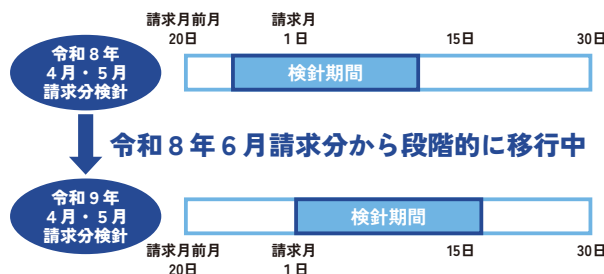 請求月前月
20日
請求月
1日
15日
30日
令和8年
4月・5月
請求分検針
検針期間
令和8年6月請求分から段階的に移行中
令和9年
4月・5月
請求分検針
検針期間
請求月前月
20日
請求月
1日
15日
30日